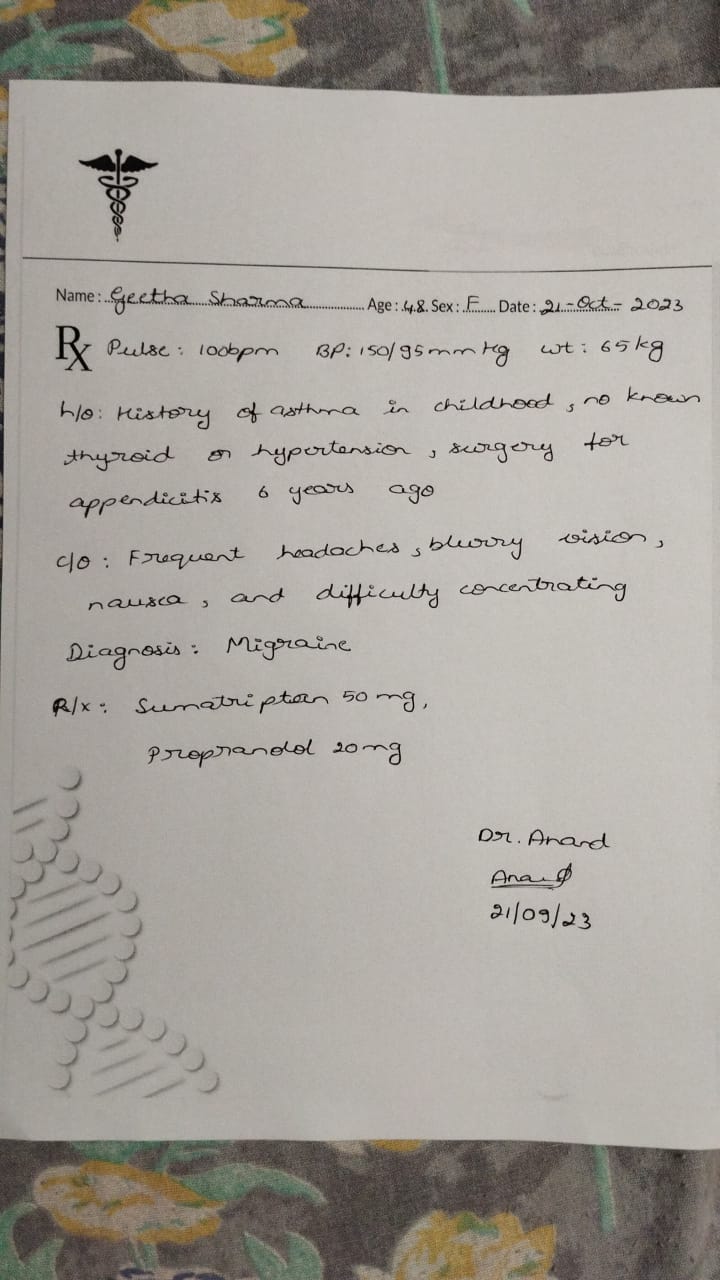 Name: Geetha Sharma Age: 48 Sex: F Date: 21-Oct-2023
Rx Pulse: 100bpm BP: 150/95mmHg wt: 65kg
h/o: History of asthma in childhood, no known
thyroid or hypertension, surgery for
appendicitis 6 years ago
c/o: Frequent headaches, blurry vision,
nausea, and difficulty concentrating
Diagnosis: Migraine
R/x: Sumatriptan 50mg,
Propranolol 20mg
Dr. Anand
Anand
21/09/23